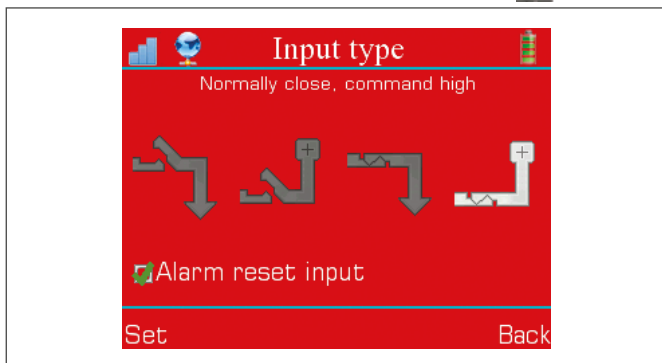 Input type
Normally close, command high
Alarm reset input
Set
Back